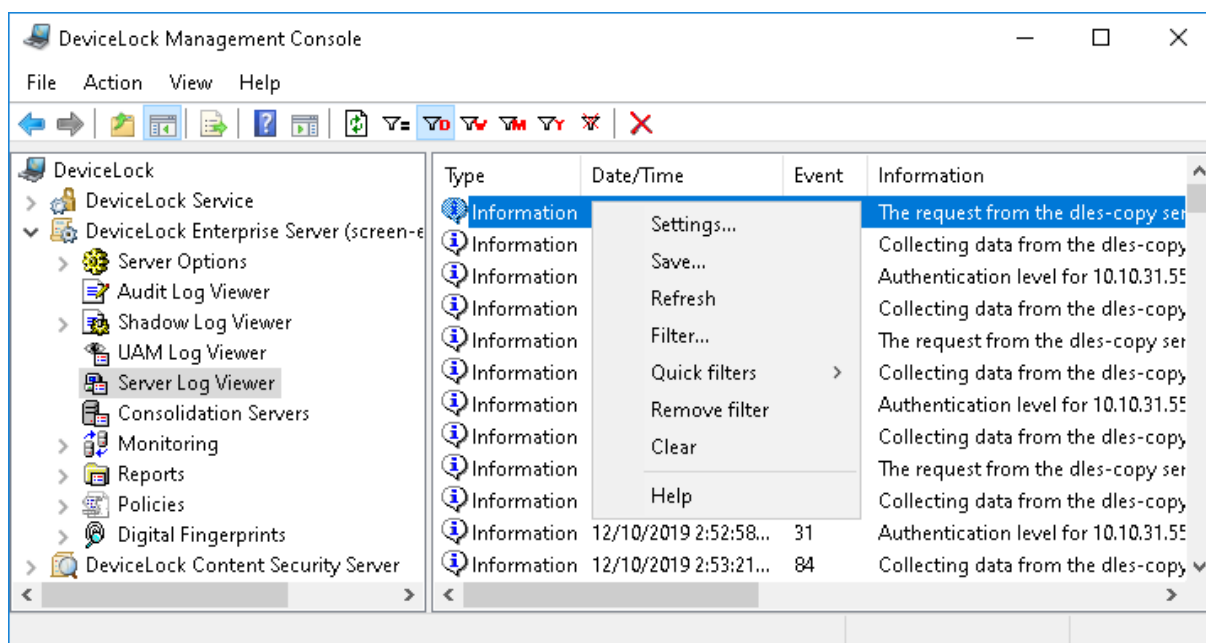 DeviceLock Management Console
File Action View Help
DeviceLock
DeviceLock Service
DeviceLock Enterprise Server (screen-e
Server Options
Audit Log Viewer
Shadow Log Viewer
UAM Log Viewer
Server Log Viewer
Consolidation Servers
Monitoring
Reports
Policies
Digital Fingerprints
DeviceLock Content Security Server
Type Date/Time Event Information
Information The request from the dles-copy ser
Information Collecting data from the dles-copy
Information Authentication level for 10.10.31.55
Information Collecting data from the dles-copy
Information The request from the dles-copy ser
Information Collecting data from the dles-copy
Information Authentication level for 10.10.31.55
Information Collecting data from the dles-copy
Information The request from the dles-copy ser
Information Collecting data from the dles-copy
Information 12/10/2019 2:52:58... 31 Authentication level for 10.10.31.55
Information 12/10/2019 2:53:21... 84 Collecting data from the dles-copy
Settings...
Save...
Refresh
Filter...
Quick filters
Remove filter
Clear
Help